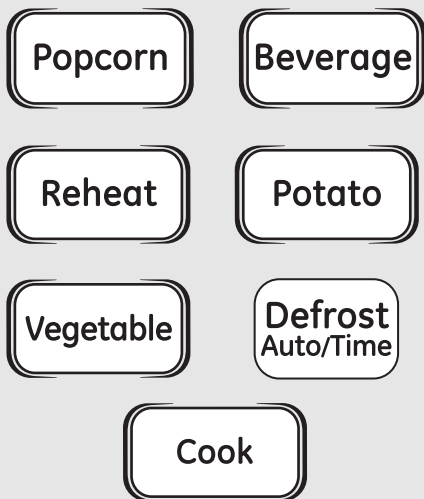 Popcorn
Beverage
Reheat
Potato
Vegetable
Defrost
Auto/Time
Cook